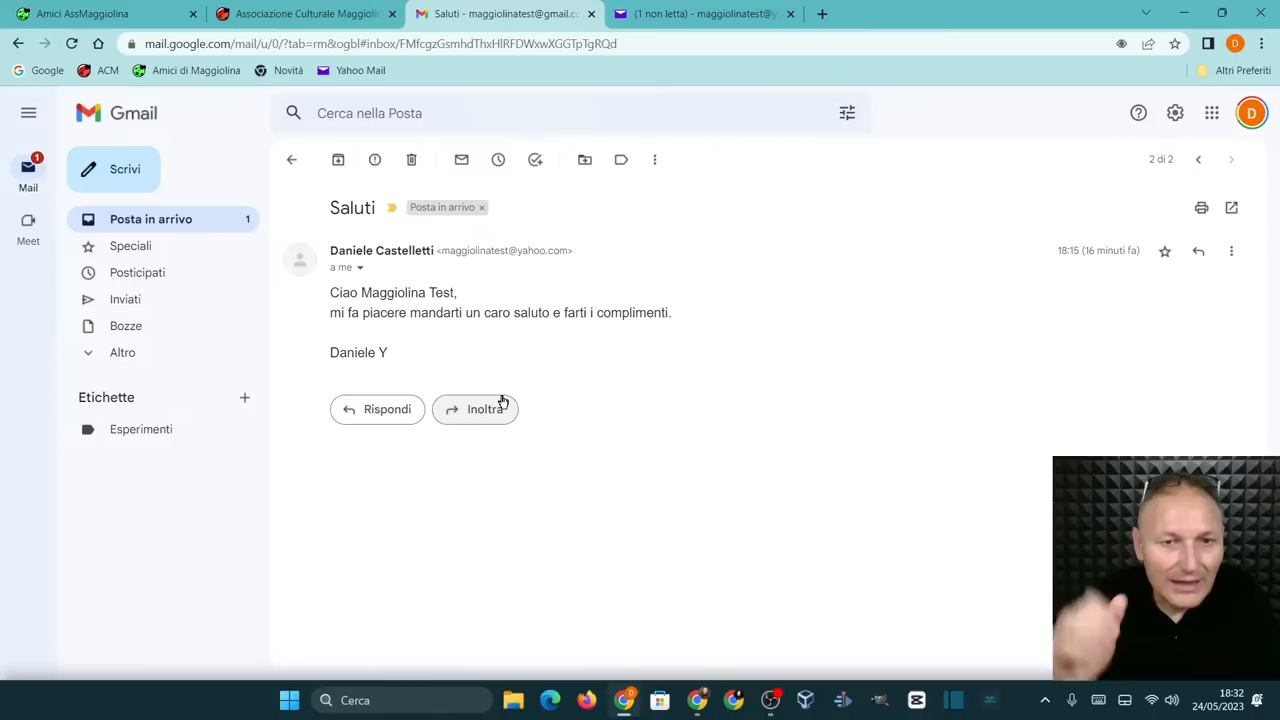 Amici AssMaggiolina
Associazione Culturale Maggioli
Saluti - maggiolinatest@gmail.co
(1 non letta) - maggiolinatest@y
mail.google.com/mail/u/0/?tab=rm&ogbl#inbox/FMfcgzGsmhdThxHlRFDWxwXGGTpTgRQd
D
Google
ACM
Amici di Maggiolina
Novità
Yahoo Mail
Altri Preferiti
Gmail
Cerca nella Posta
D
1
Mail
Meet
Scrivi
Posta in arrivo 1
Speciali
Posticipati
Inviati
Bozze
Altro
Etichette
Esperimenti
2 di 2
Saluti
Posta in arrivo
Daniele Castelletti <maggiolinatest@yahoo.com>
18:15 (16 minuti fa)
a me
Ciao Maggiolina Test,
mi fa piacere mandarti un caro saluto e farti i complimenti.
Daniele Y
Rispondi
Inoltra
Cerca
18:32
24/05/2023